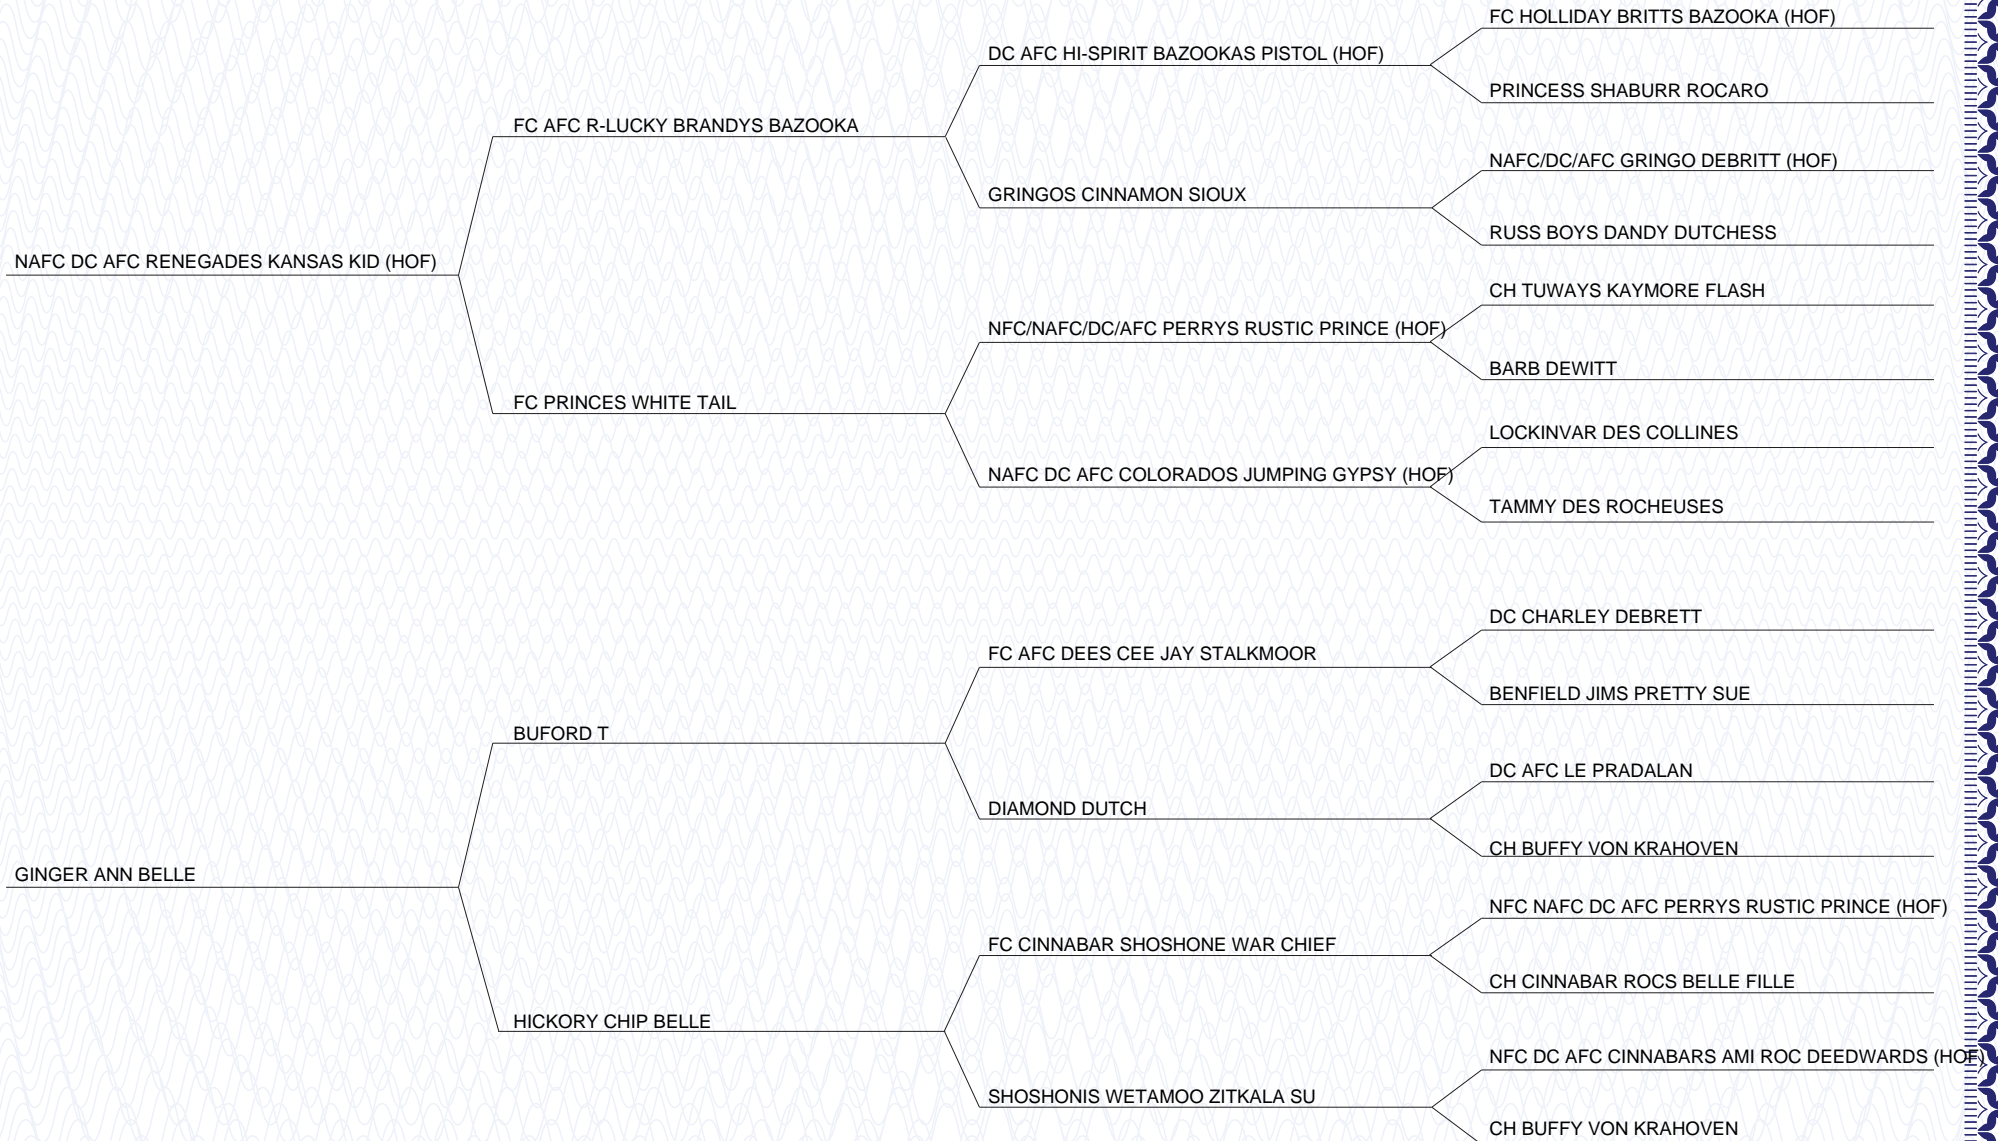 FC HOLLIDAY BRITTS BAZOOKA (HOF)
DC AFC HI-SPIRIT BAZOOKAS PISTOL (HOF)
PRINCESS SHABURR ROCARO
FC AFC R-LUCKY BRANDYS BAZOOKA
NAFC/DC/AFC GRINGO DEBRITT (HOF)
GRINGOS CINNAMON SIOUX
RUSS BOYS DANDY DUTCHESS
NAFC DC AFC RENEGADES KANSAS KID (HOF)
CH TUWAYS KAYMORE FLASH
NFC/NAFC/DC/AFC PERRYS RUSTIC PRINCE (HOF)
BARB DEWITT
FC PRINCES WHITE TAIL
LOCKINVAR DES COLLINES
NAFC DC AFC COLORADOS JUMPING GYPSY (HOF)
TAMMY DES ROCHEUSES
DC CHARLEY DEBRETT
FC AFC DEES CEE JAY STALKMOOR
BENFIELD JIMS PRETTY SUE
BUFORD T
DC AFC LE PRADALAN
DIAMOND DUTCH
CH BUFFY VON KRAHOVEN
GINGER ANN BELLE
NFC NAFC DC AFC PERRYS RUSTIC PRINCE (HOF)
FC CINNABAR SHOSHONE WAR CHIEF
CH CINNABAR ROCS BELLE FILLE
HICKORY CHIP BELLE
NFC DC AFC CINNABARS AMI ROC DEEDWARDS (HOF)
SHOSHONIS WETAMOO ZITKALA SU
CH BUFFY VON KRAHOVEN